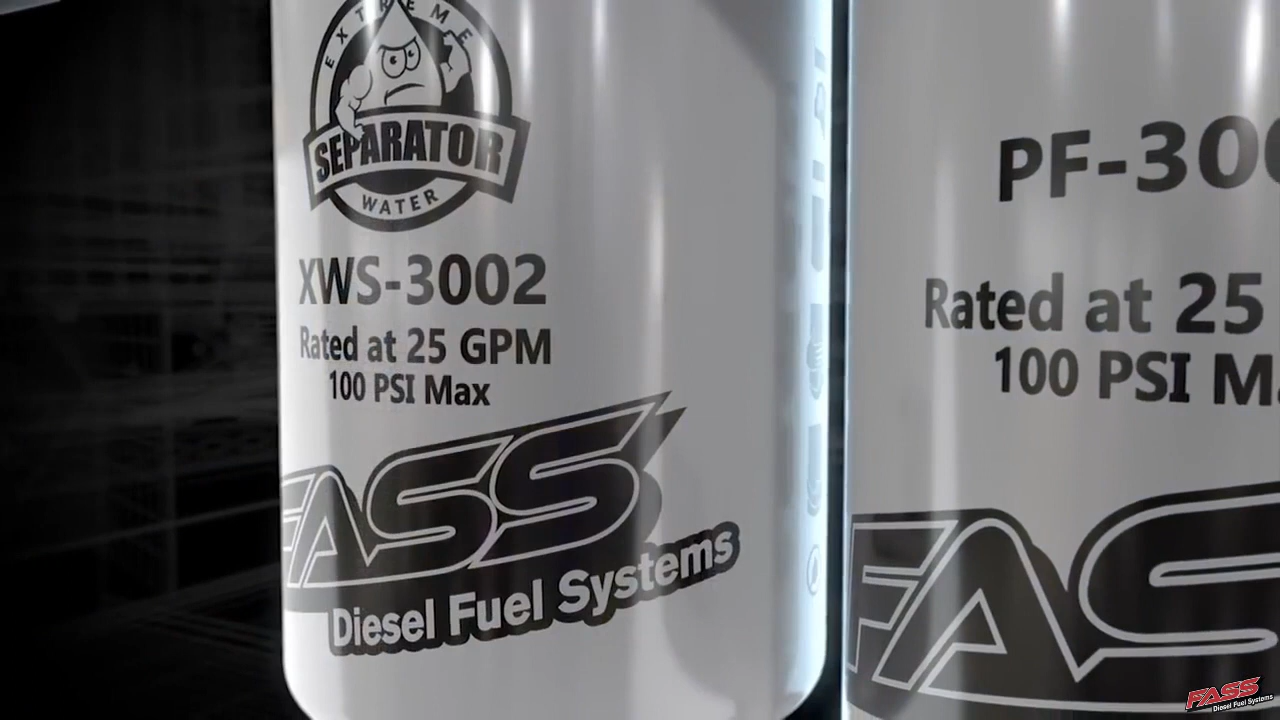 EXTREME
SEPARATOR
WATER
XWS-3002
Rated at 25 GPM
100 PSI Max
FASS
Diesel Fuel Systems
PF-300
Rated at 25
100 PSI
FAS
FASS
Diesel Fuel Systems